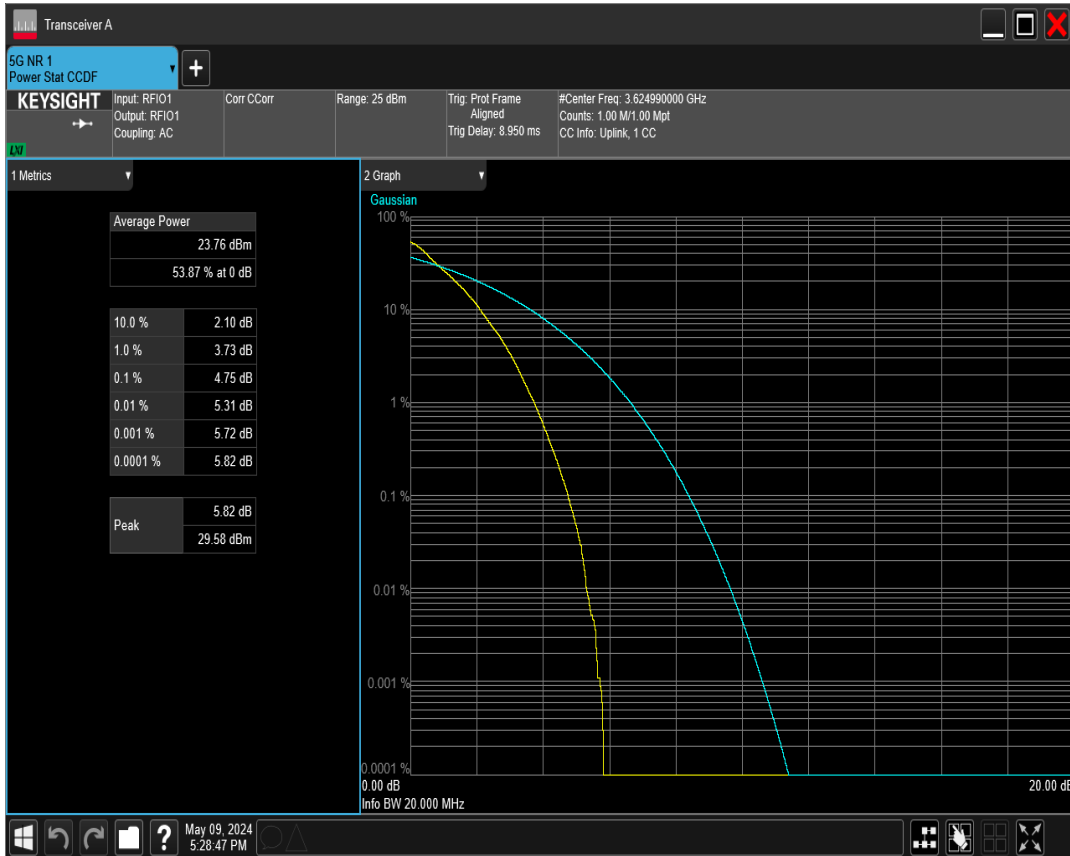 Transceiver A
5G NR 1
Power Stat CCDF
KEYSIGHT
LXI
Input: RFIO1
Output: RFIO1
Coupling: AC
Corr CCorr
Range: 25 dBm
Trig: Prot Frame
Aligned
Trig Delay: 8.950 ms
#Center Freq: 3.624990000 GHz
Counts: 1.00 M/1.00 Mpt
CC Info: Uplink, 1 CC
1 Metrics
Average Power
23.76 dBm
53.87 % at 0 dB
10.0 % 2.10 dB
1.0 % 3.73 dB
0.1 % 4.75 dB
0.01 % 5.31 dB
0.001 % 5.72 dB
0.0001 % 5.82 dB
Peak
5.82 dB
29.58 dBm
2 Graph
Gaussian
100 %
10 %
1 %
0.1 %
0.01 %
0.001 %
0.0001 %
0.00 dB 20.00 dB
Info BW 20.000 MHz
?
May 09, 2024
5:28:47 PM